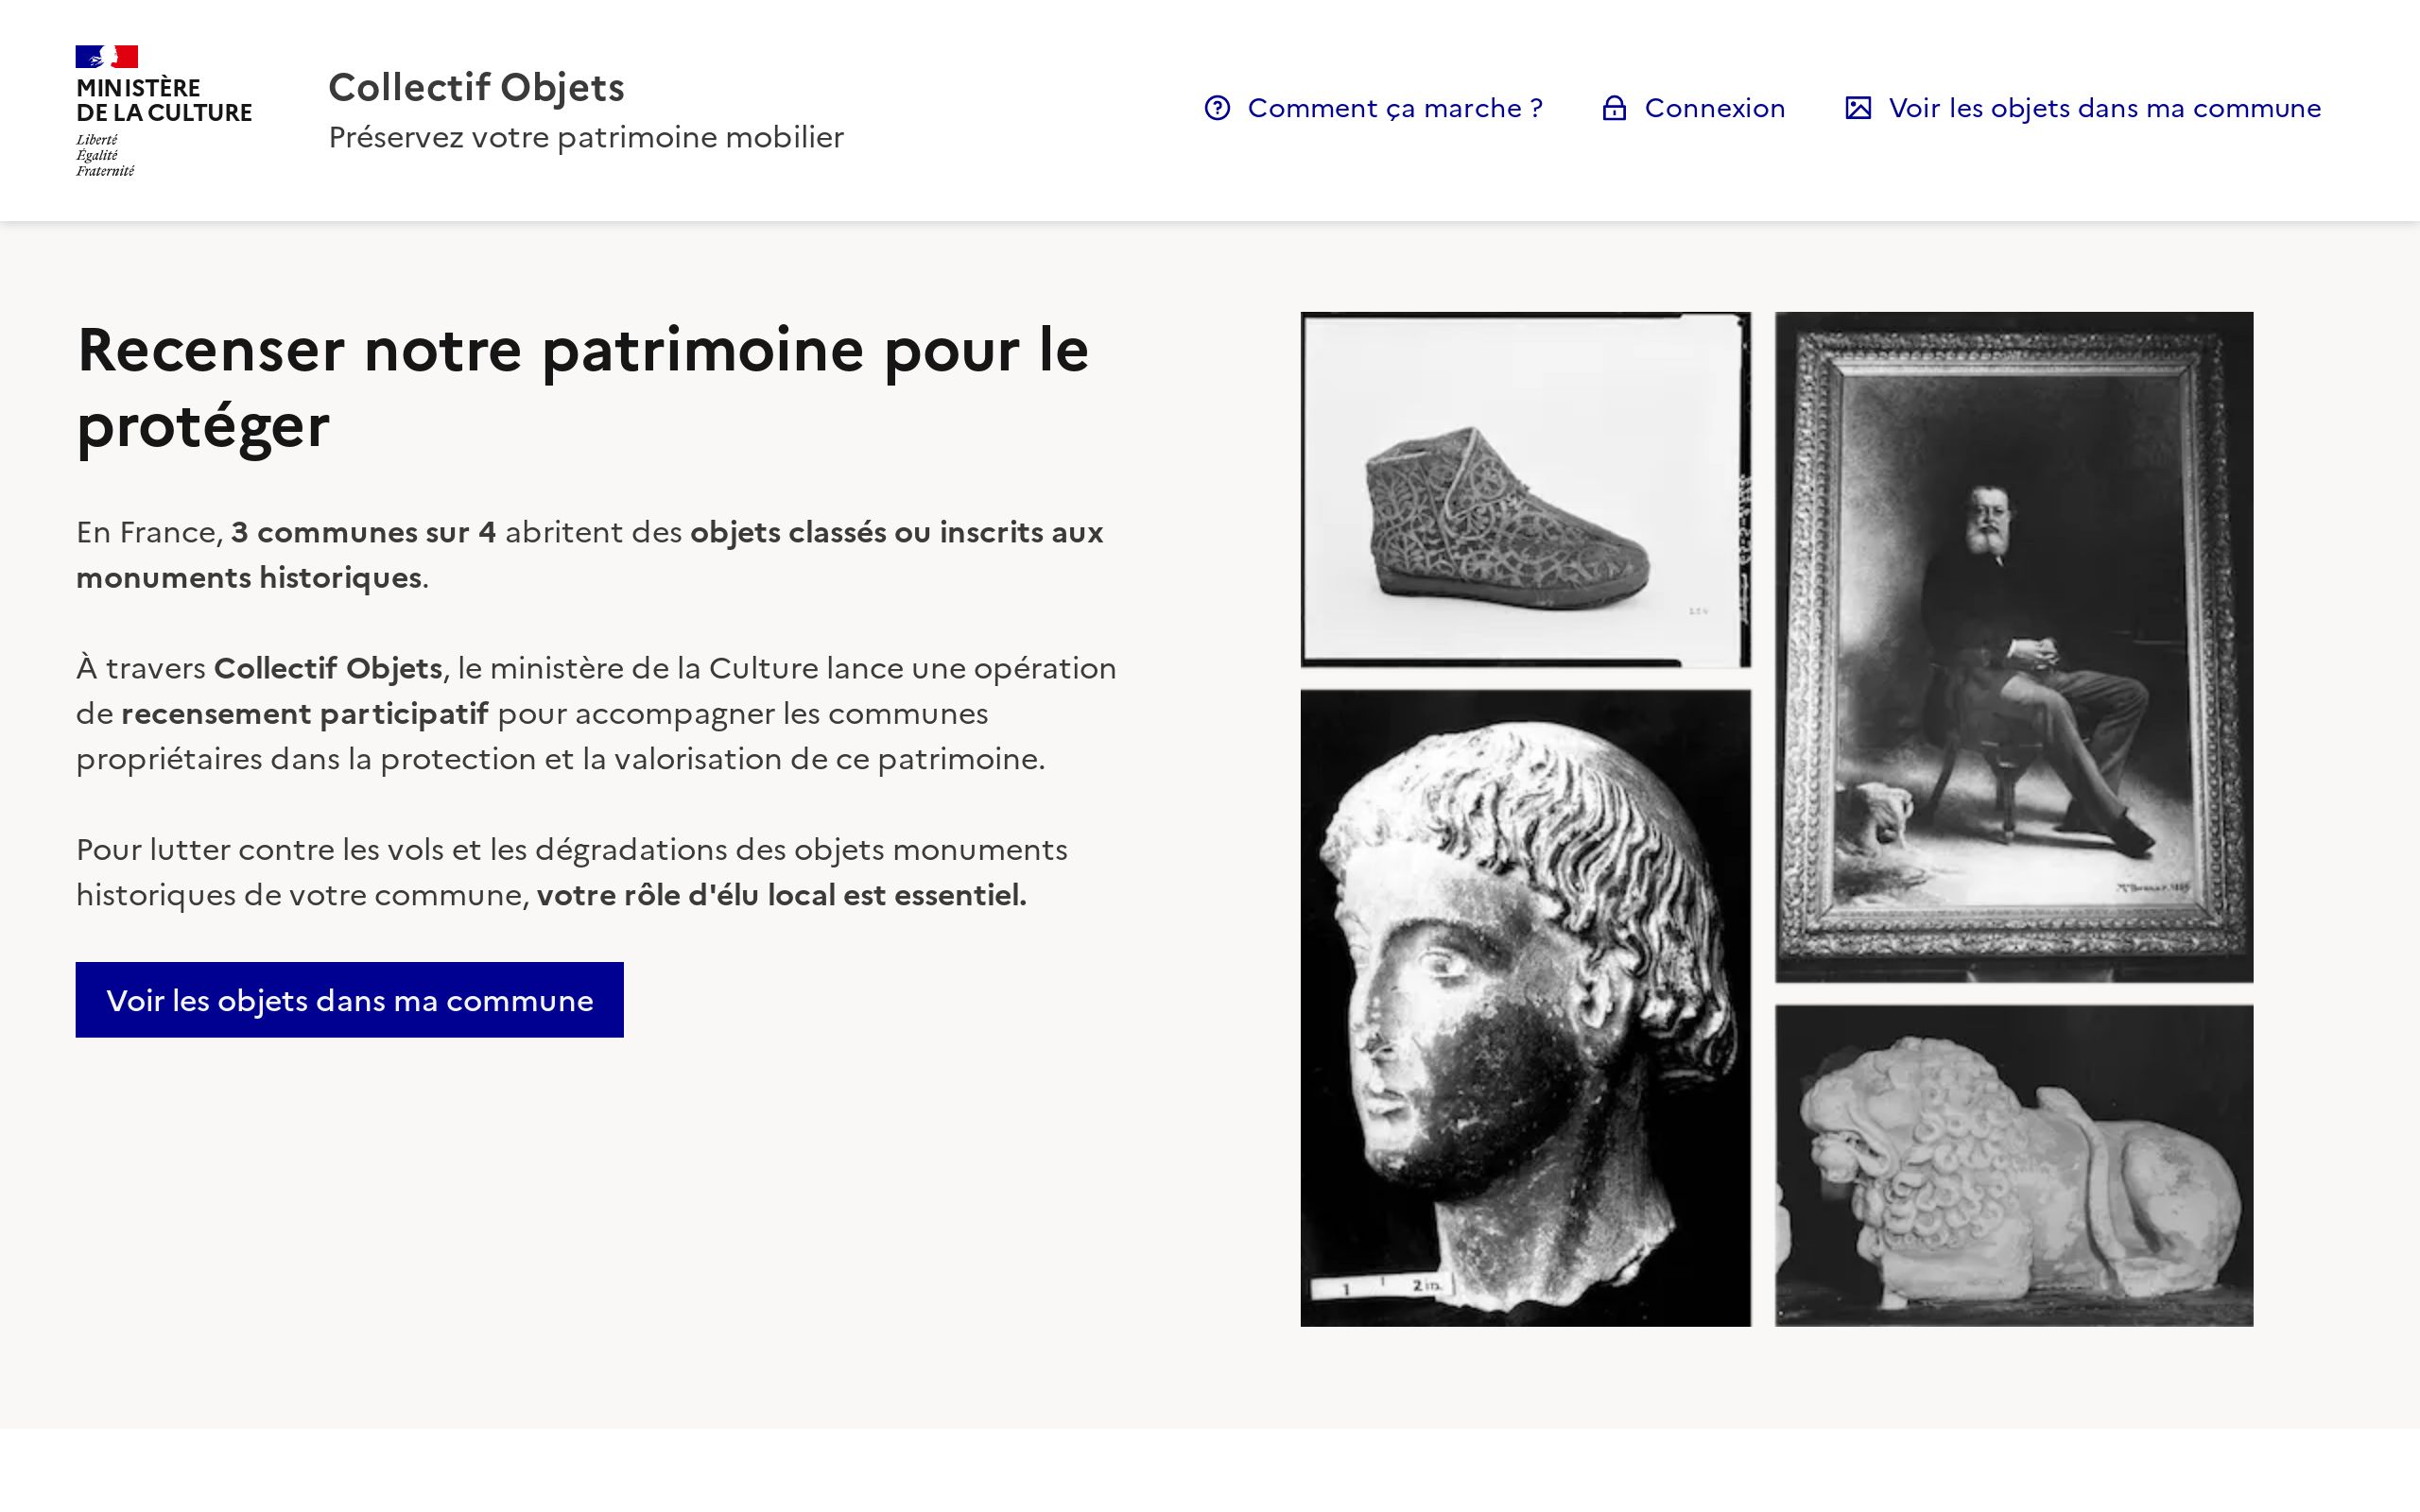 MINISTÈRE
DE LA CULTURE
Liberté
Égalité
Fraternité
Collectif Objets
Préservez votre patrimoine mobilier
Comment ça marche ?
Connexion
Voir les objets dans ma commune
Recenser notre patrimoine pour le
protéger
En France, 3 communes sur 4 abritent des objets classés ou inscrits aux
monuments historiques.
À travers Collectif Objets, le ministère de la Culture lance une opération
de recensement participatif pour accompagner les communes
propriétaires dans la protection et la valorisation de ce patrimoine.
Pour lutter contre les vols et les dégradations des objets monuments
historiques de votre commune, votre rôle d'élu local est essentiel.
Voir les objets dans ma commune
1 2 in.